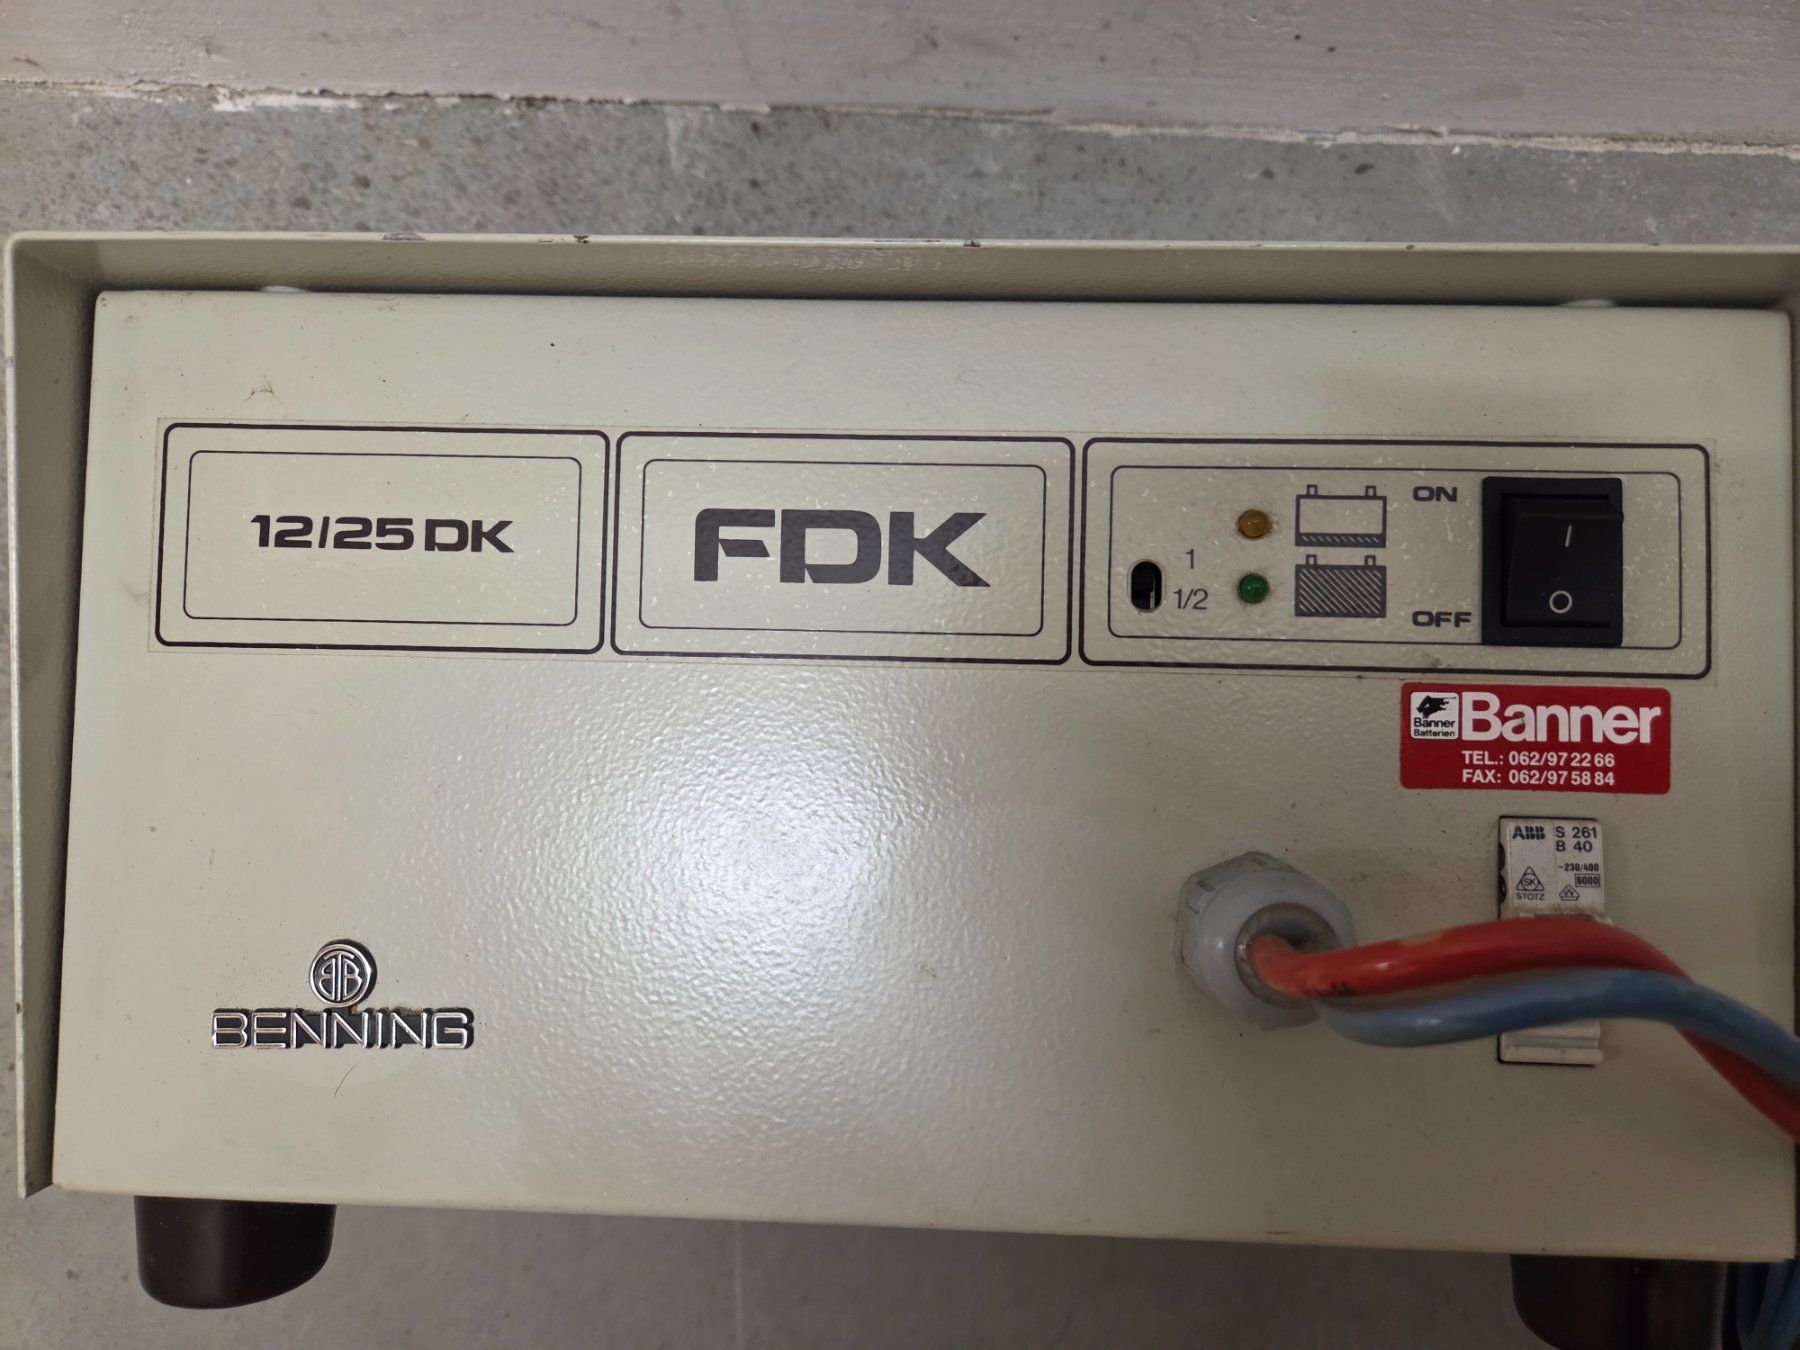 12/25 DK
FDK
1
1/2
ON
OFF
I
O
Banner
Batterien
Banner
TEL.: 062/97 22 66
FAX: 062/97 58 84
ABB S 261
B 40
~230/400
6000
SK
STOTZ
BENNING